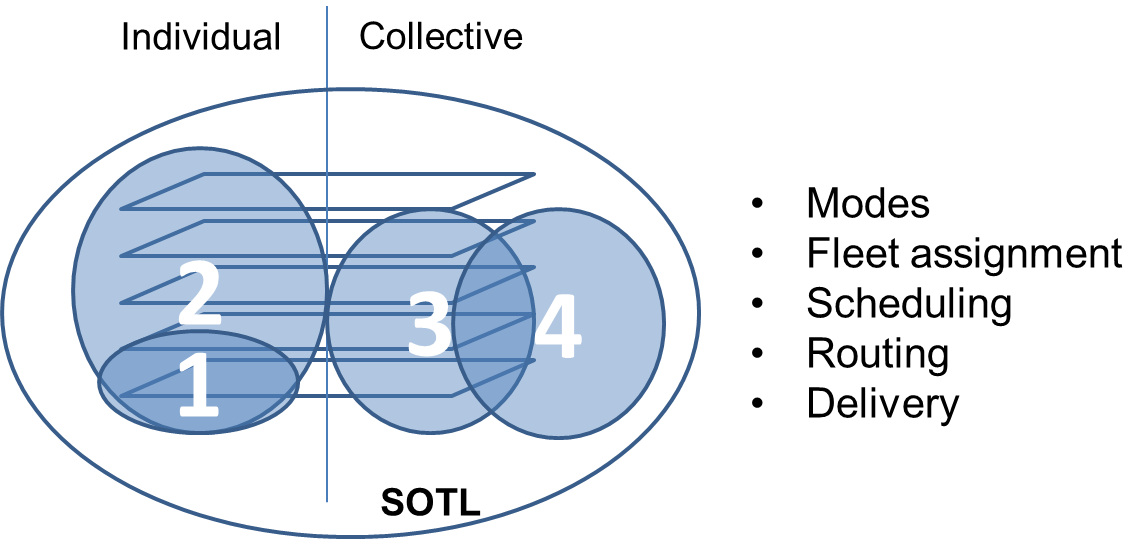 Individual
Collective
2
1
3
4
SOTL
• Modes
• Fleet assignment
• Scheduling
• Routing
• Delivery